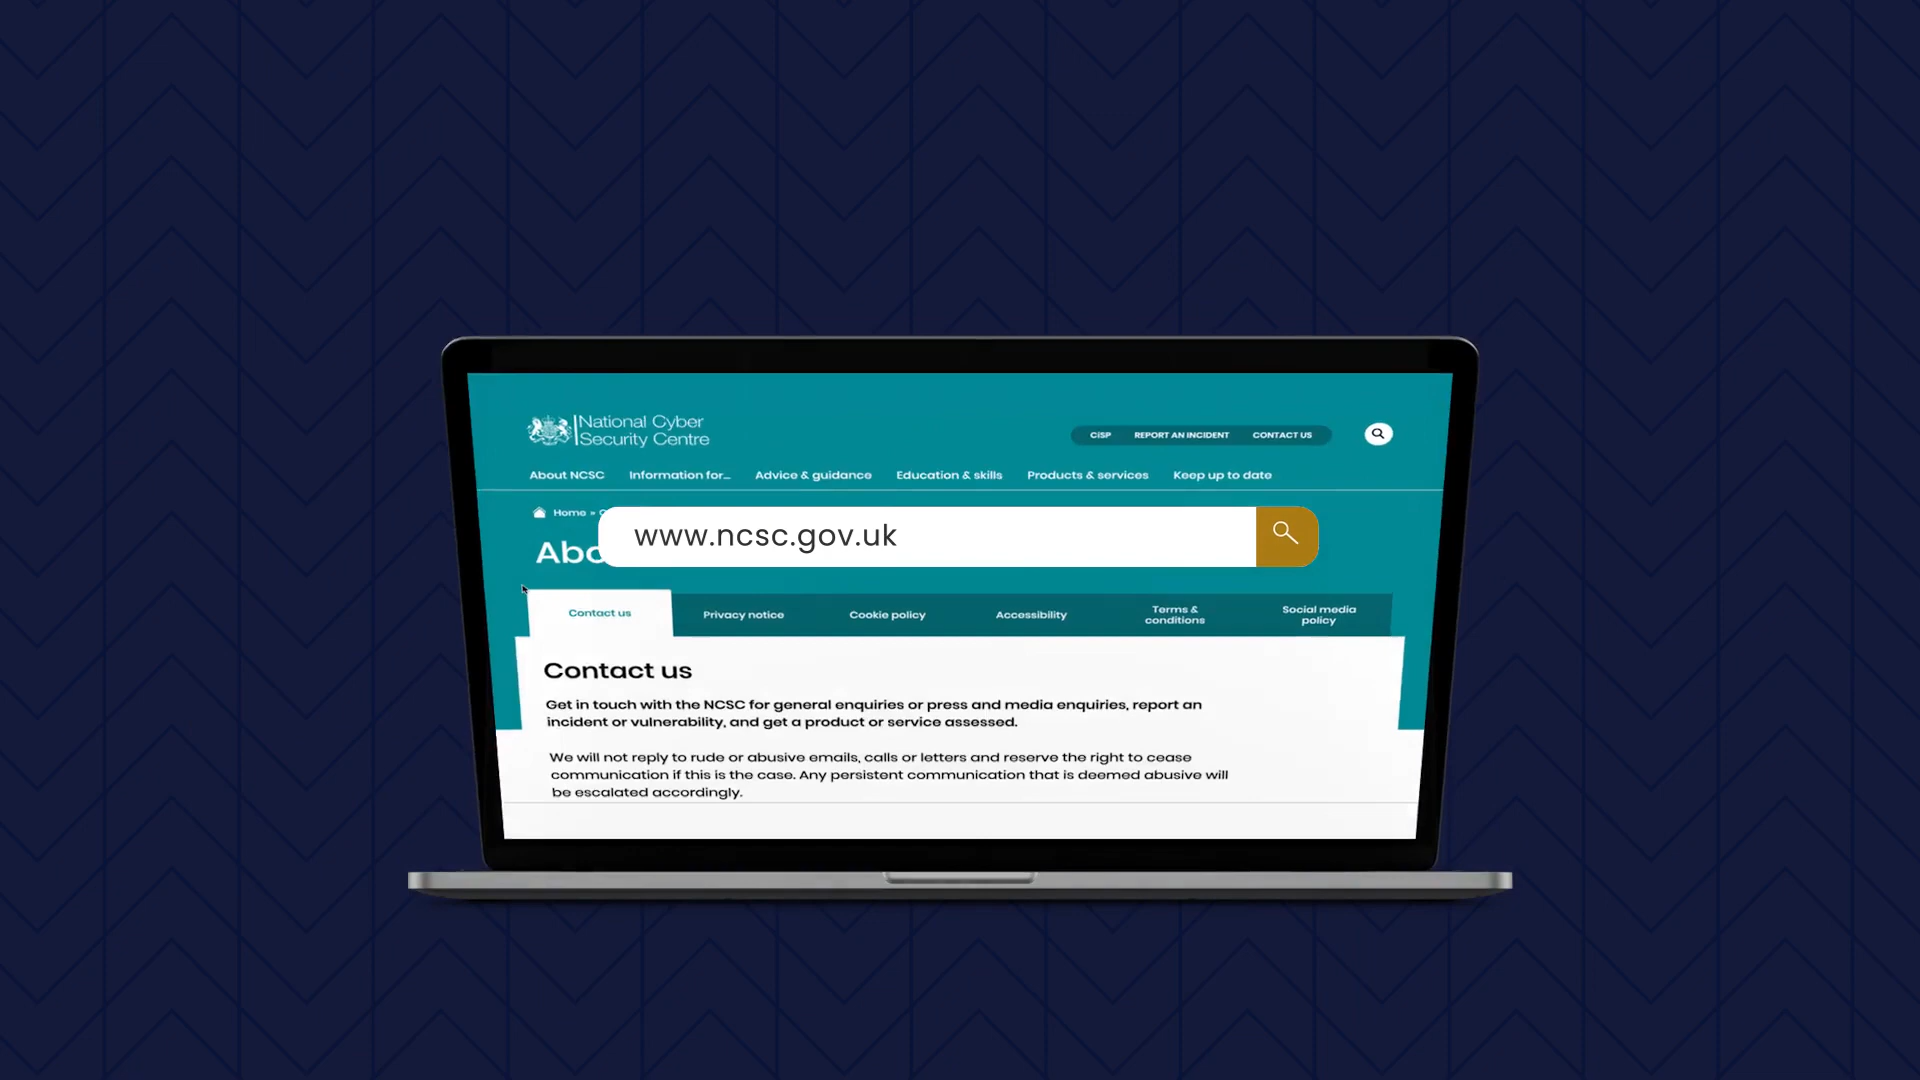 National Cyber
Security Centre
CiSP REPORT AN INCIDENT CONTACT US
About NCSC Information for... Advice & guidance Education & skills Products & services Keep up to date
Home »
www.ncsc.gov.uk
Contact us Privacy notice Cookie policy Accessibility Terms & conditions Social media policy
Contact us
Get in touch with the NCSC for general enquiries or press and media enquiries, report an
incident or vulnerability, and get a product or service assessed.
We will not reply to rude or abusive emails, calls or letters and reserve the right to cease
communication if this is the case. Any persistent communication that is deemed abusive will
be escalated accordingly.